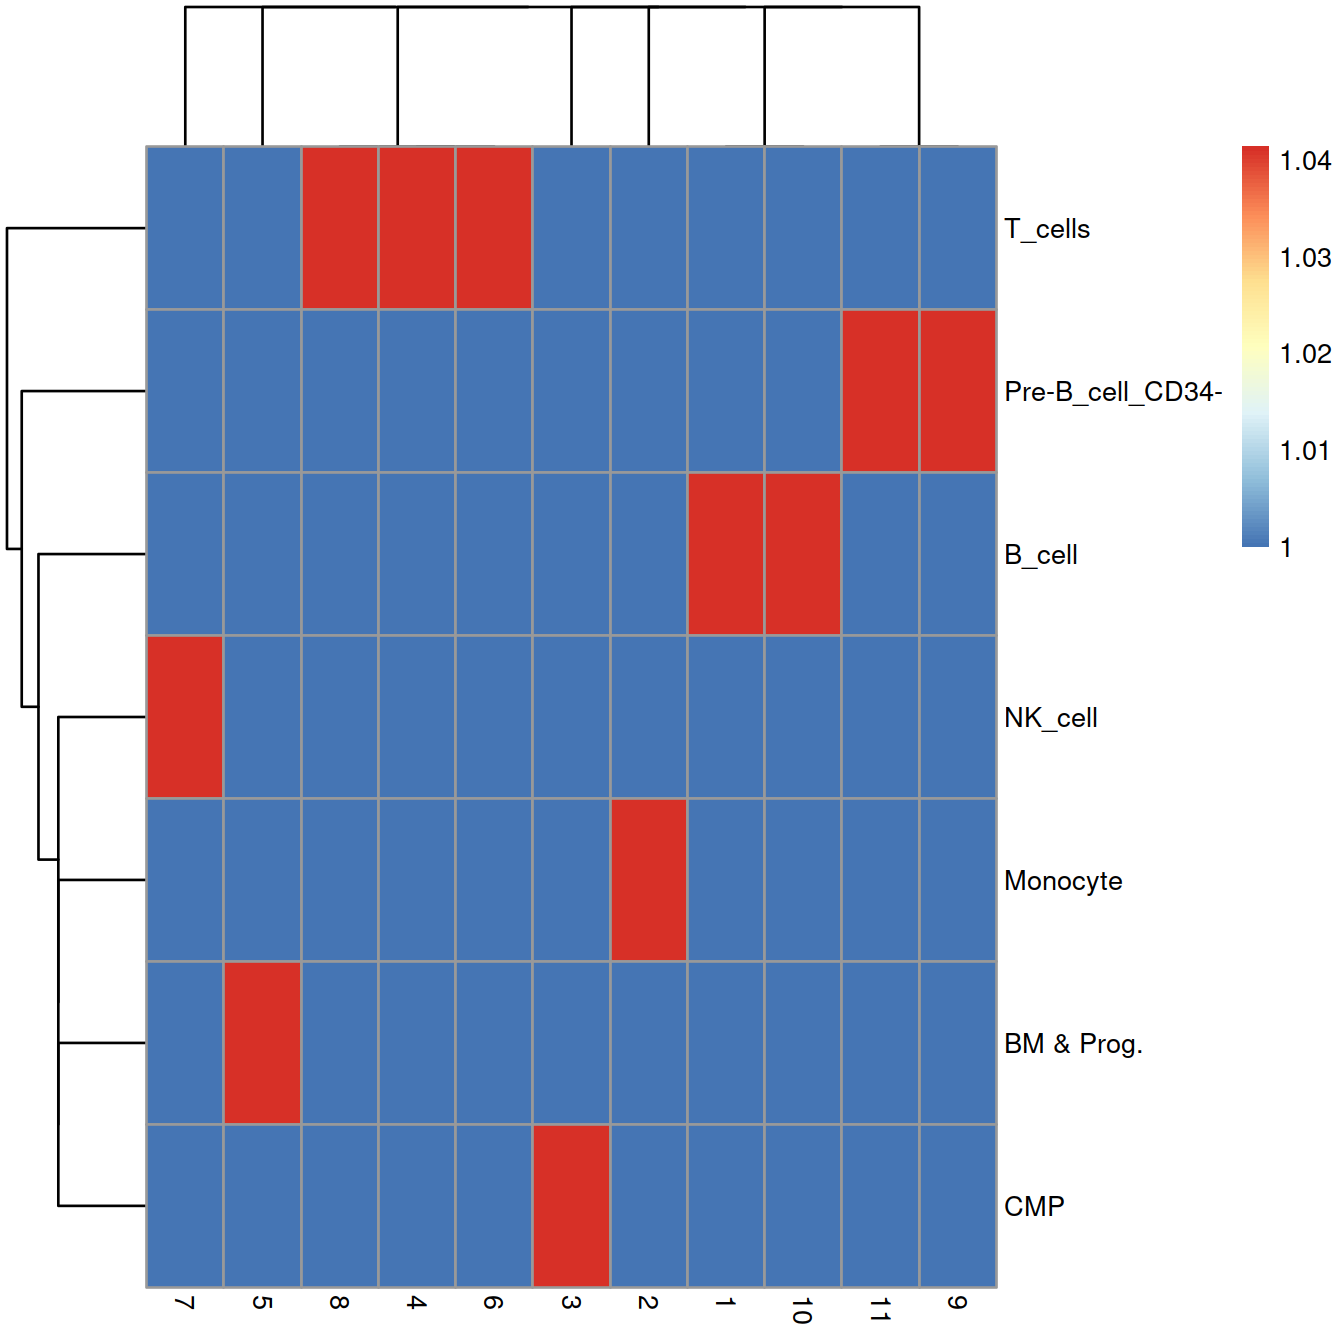 1.04
T_cells
1.03
1.02
Pre-B_cell_CD34-
1.01
1
B_cell
NK_cell
Monocyte
BM & Prog.
CMP
7 5 8 4 6 3 2 1 10 11 9